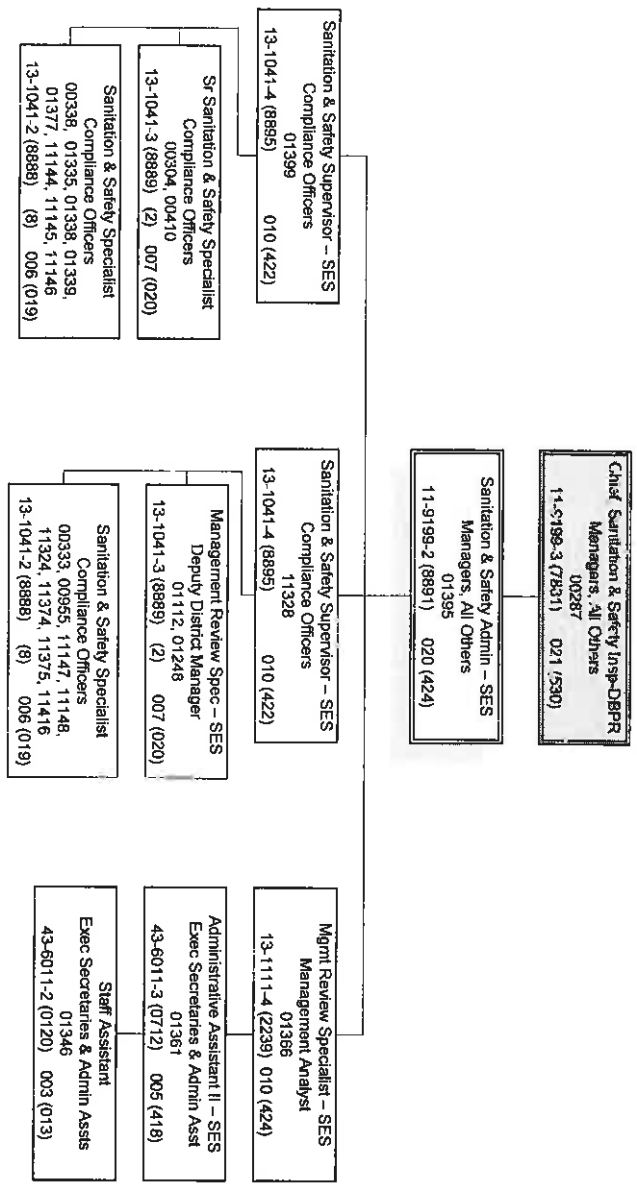 Chief Sanitation & Safety Insp-DBPR
Managers, All Others
00287
11-9199-3 (7801) 021 (530)
Sanitation & Safety Admin – SES
Managers, All Others
01395
11-9199-2 (8891) 020 (424)
Sanitation & Safety Supervisor – SES
Compliance Officers
01399
13-1041-4 (8895) 010 (422)
Sr Sanitation & Safety Specialist
Compliance Officers
00304, 00410
13-1041-3 (8889) (2) 007 (020)
Sanitation & Safety Specialist
Compliance Officers
00338, 01335, 01338, 01339,
01377, 11144, 11145, 11146
13-1041-2 (8888) (8) 006 (019)
Sanitation & Safety Supervisor – SES
Compliance Officers
11328
13-1041-4 (8895) 010 (422)
Management Review Spec – SES
Deputy District Manager
01112, 01248
13-1041-3 (8889) (2) 007 (020)
Sanitation & Safety Specialist
Compliance Officers
00333, 00955, 11147, 11148,
11324, 11374, 11375, 11416
13-1041-2 (8888) (8) 006 (019)
Mgmt Review Specialist – SES
Management Analyst
01366
13-1111-4 (2239) 010 (424)
Administrative Assistant II – SES
Exec Secretaries & Admin Asst
01361
43-6011-3 (0712) 005 (418)
Staff Assistant
Exec Secretaries & Admin Assts
01346
43-6011-2 (0120) 003 (013)